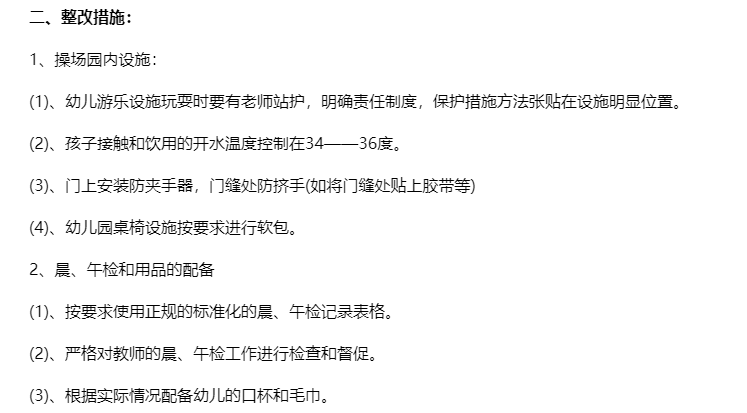 二、整改措施：
1、操场园内设施：
(1)、幼儿游乐设施玩耍时要有老师站护，明确责任制度，保护措施方法张贴在设施明显位置。
(2)、孩子接触和饮用的开水温度控制在34——36度。
(3)、门上安装防夹手器，门缝处防挤手(如将门缝处贴上胶带等)
(4)、幼儿园桌椅设施按要求进行软包。
2、晨、午检和用品的配备
(1)、按要求使用正规的标准化的晨、午检记录表格。
(2)、严格对教师的晨、午检工作进行检查和督促。
(3)、根据实际情况配备幼儿的口杯和毛巾。